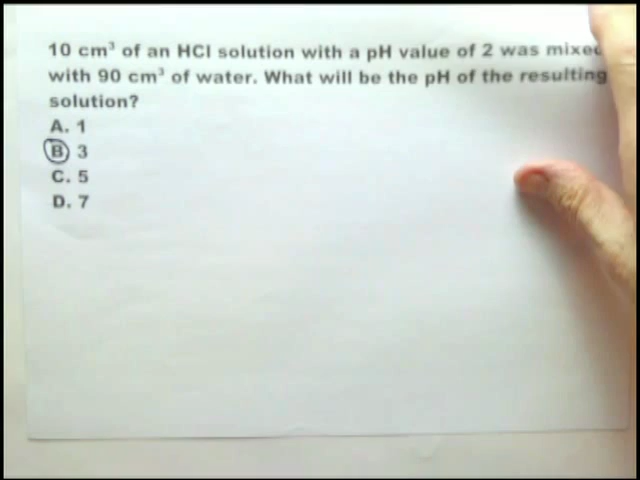 10 cm³ of an HCl solution with a pH value of 2 was mixed
with 90 cm³ of water. What will be the pH of the resulting
solution?
A. 1
B 3
C. 5
D. 7